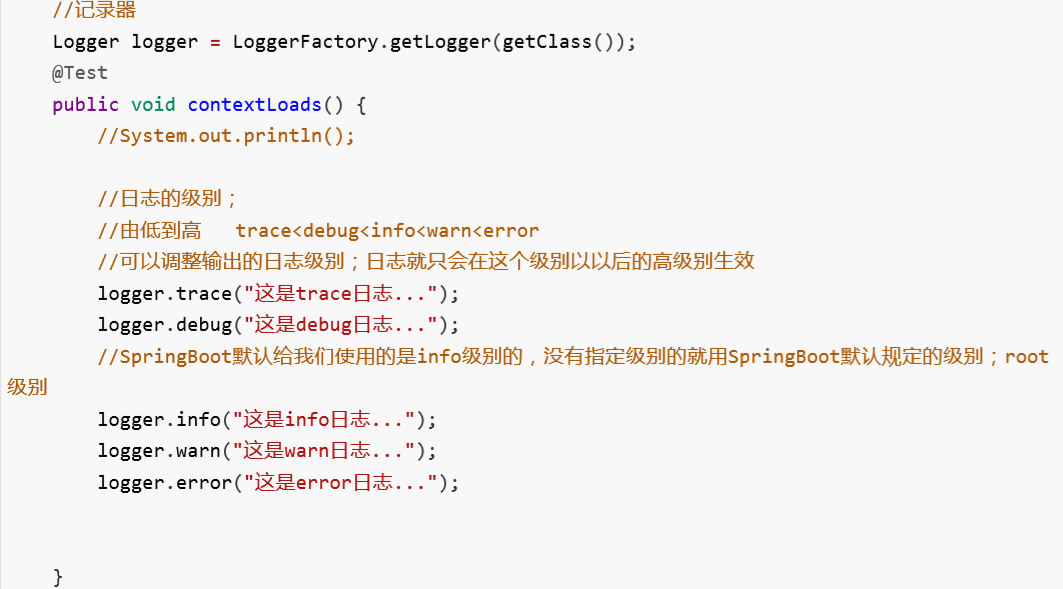 //记录器
Logger logger = LoggerFactory.getLogger(getClass());
@Test
public void contextLoads() {
//System.out.println();
//日志的级别；
//由低到高   trace<debug<info<warn<error
//可以调整输出的日志级别；日志就只会在这个级别以以后的高级别生效
logger.trace("这是trace日志...");
logger.debug("这是debug日志...");
//SpringBoot默认给我们使用的是info级别的，没有指定级别的就用SpringBoot默认规定的级别；root
级别
logger.info("这是info日志...");
logger.warn("这是warn日志...");
logger.error("这是error日志...");
}